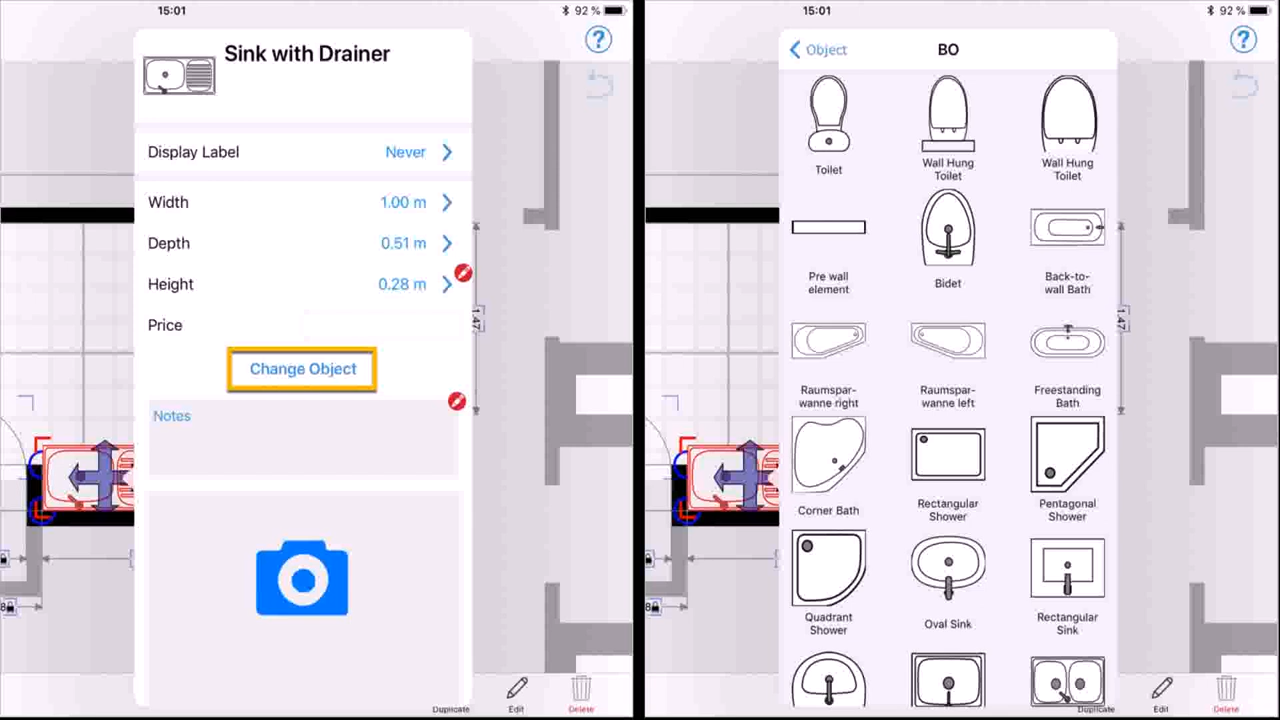 15:01
92 %
?
Sink with Drainer
Display Label
Never
Width
1.00 m
Depth
0.51 m
Height
0.28 m
Price
Change Object
Notes
1.47
8
Duplicate
Edit
Delete
15:01
92 %
?
Object
BO
Toilet
Wall Hung
Toilet
Wall Hung
Toilet
Pre wall
element
Bidet
Back-to-
wall Bath
Raumspar-
wanne right
Raumspar-
wanne left
Freestanding
Bath
Corner Bath
Rectangular
Shower
Pentagonal
Shower
Quadrant
Shower
Oval Sink
Rectangular
Sink
1.47
8
Duplicate
Edit
Delete